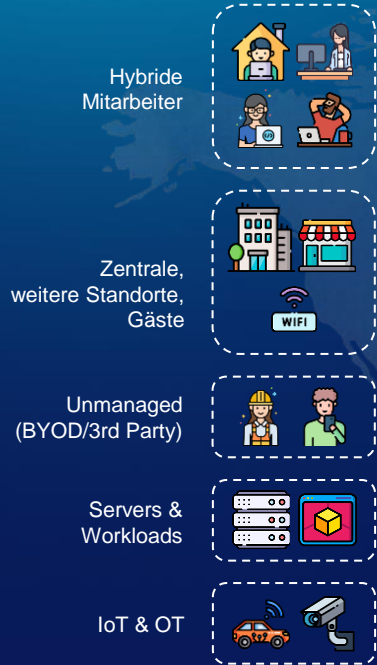 Hybride
Mitarbeiter
Zentrale,
weitere Standorte,
Gäste
WIFI
Unmanaged
(BYOD/3rd Party)
Servers &
Workloads
IoT & OT